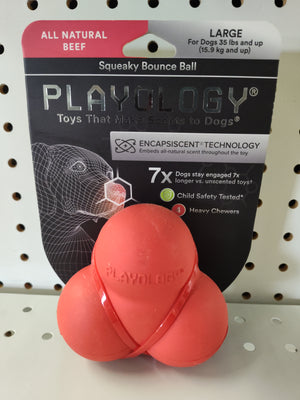 ALL NATURAL
BEEF
LARGE
For Dogs 35 lbs and up
(15.9 kg and up)
Squeaky Bounce Ball
PLAYOLOGY®
Toys That Make Sense to Dogs®
ENCAPSISCENT® TECHNOLOGY
Embeds all-natural scent throughout the toy
7x
Dogs stay engaged 7x
longer vs. unscented toys†
Child Safety Tested*
Heavy Chewers
PLAYOLOGY